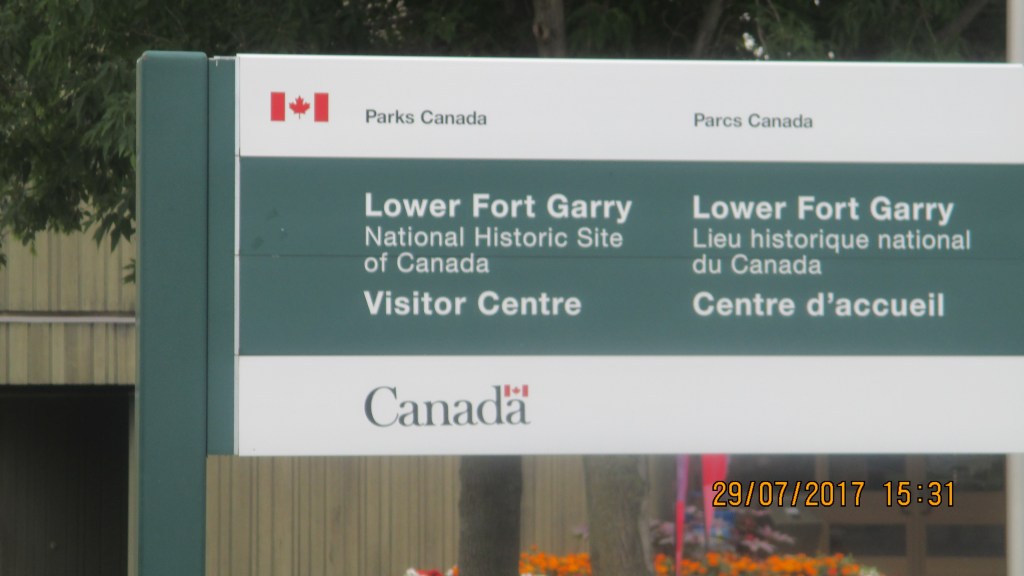 Parks Canada
Parcs Canada
Lower Fort Garry
National Historic Site
of Canada
Visitor Centre
Lower Fort Garry
Lieu historique national
du Canada
Centre d'accueil
Canada
29/07/2017 15:31